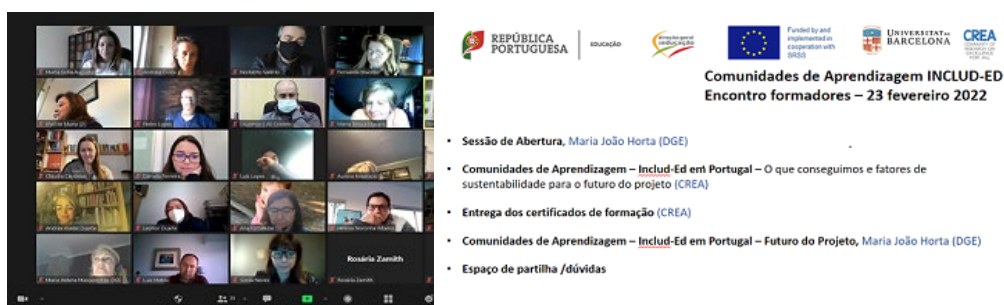 Rosária Zamith
Rosária Zamith
REPÚBLICA
PORTUGUESA
EDUCAÇÃO
Funded by and
implemented in
cooperation with
SRSS
UNIVERSITAT DE
BARCELONA
CREA
Comunidades de Aprendizagem INCLUD-ED
Encontro formadores – 23 fevereiro 2022
• Sessão de Abertura, Maria João Horta (DGE)
• Comunidades de Aprendizagem – Includ-Ed em Portugal – O que conseguimos e fatores de
sustentabilidade para o futuro do projeto (CREA)
• Entrega dos certificados de formação (CREA)
• Comunidades de Aprendizagem – Includ-Ed em Portugal – Futuro do Projeto, Maria João Horta (DGE)
• Espaço de partilha /dúvidas